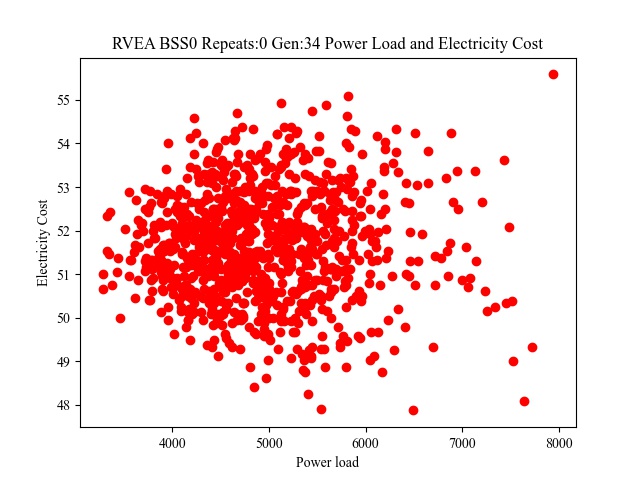 RVEA BSS0 Repeats:0 Gen:34 Power Load and Electricity Cost
55
54
53
52
51
50
49
48
Electricity Cost
4000 5000 6000 7000 8000
Power load